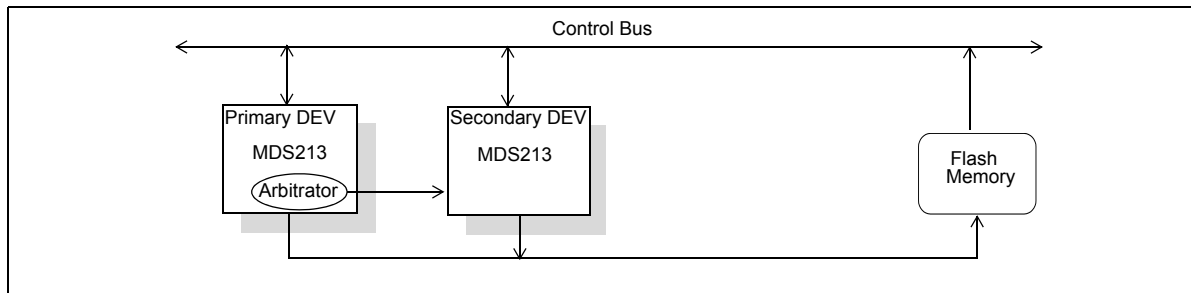 Control Bus
Primary DEV
MDS213
Arbitrator
Secondary DEV
MDS213
Flash
Memory